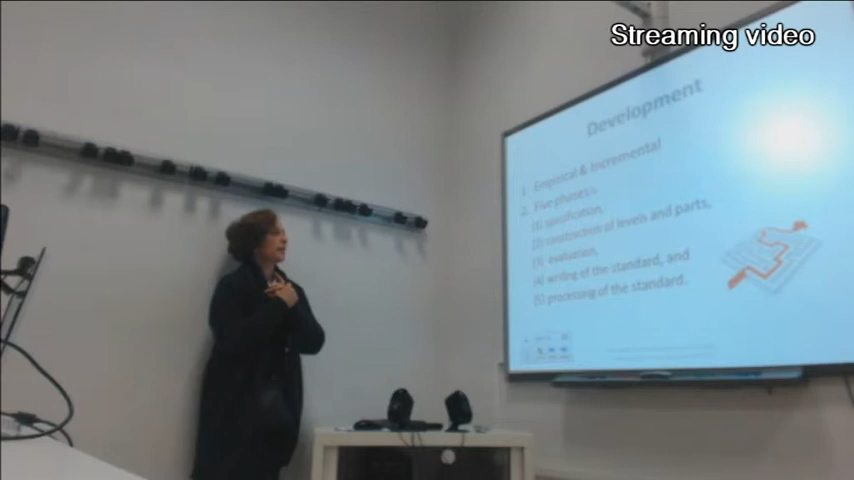 Streaming video
Development
1. Empirical & Incremental
2. Five phases:
(1) specification,
(2) construction of levels and parts,
(3) evaluation,
(4) writing of the standard, and
(5) processing of the standard.